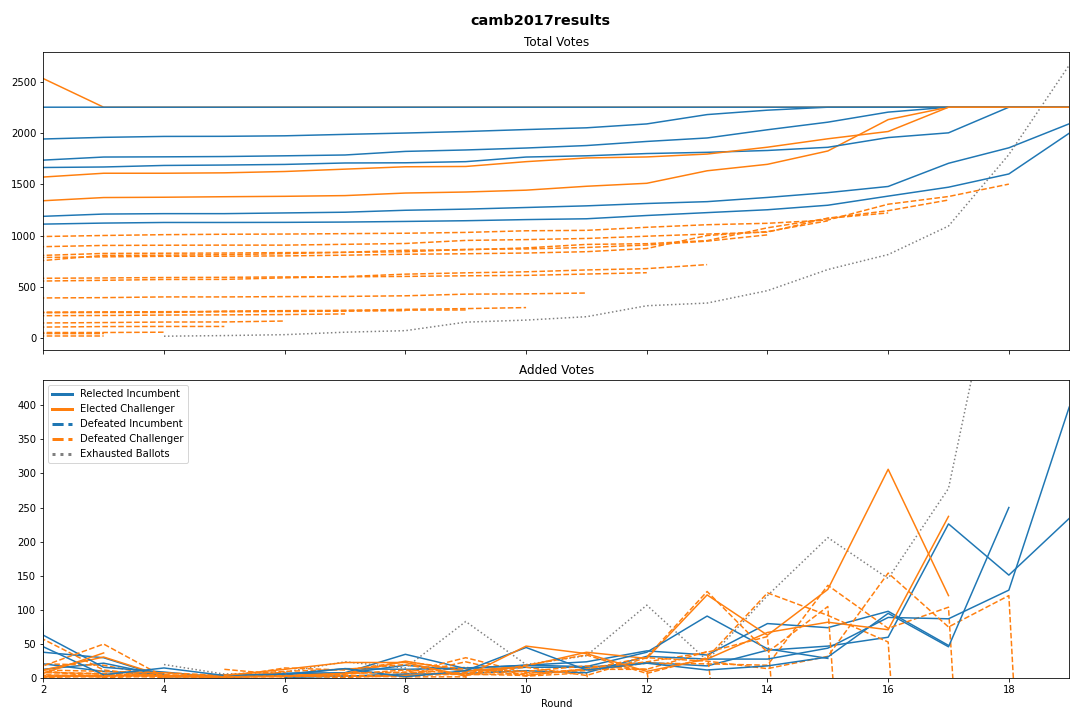 camb2017results
Total Votes
2500
2000
1500
1000
500
0
Added Votes
400
350
300
250
200
150
100
50
0
Relected Incumbent
Elected Challenger
Defeated Incumbent
Defeated Challenger
Exhausted Ballots
2 4 6 8 10 12 14 16 18
Round